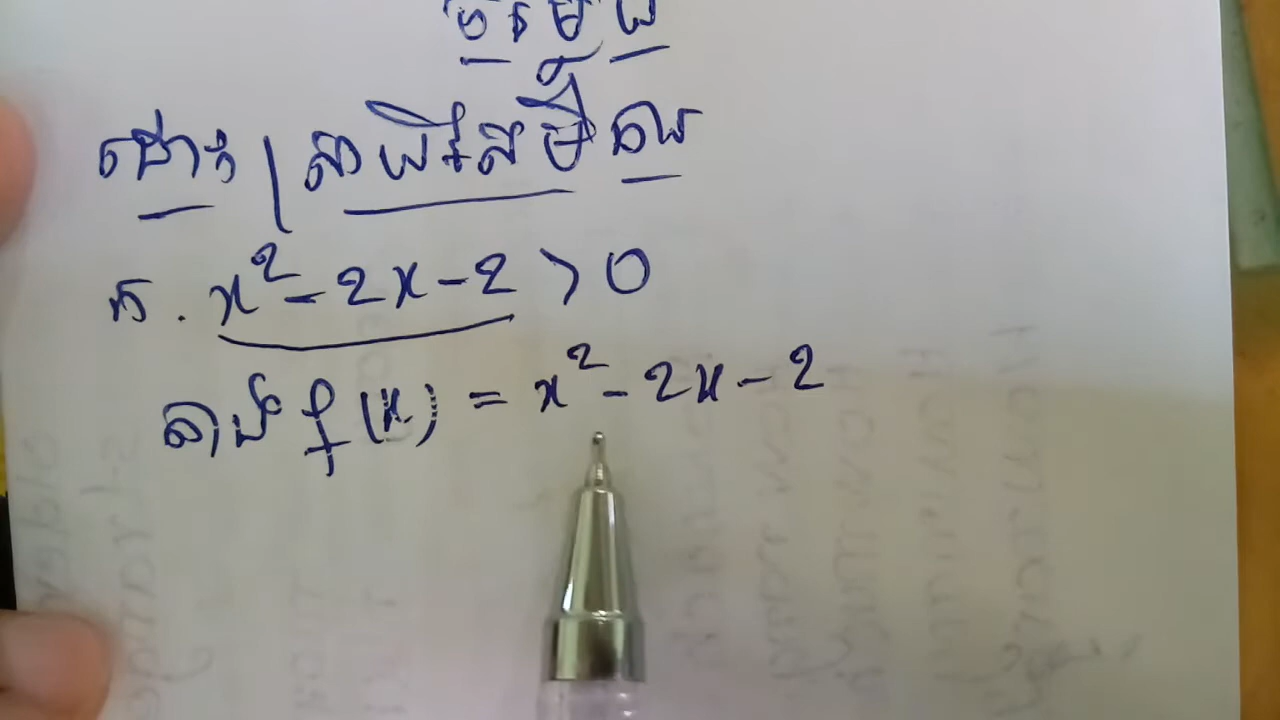 ដោះស្រាយវិសមីការ
ក. x² - 2x - 2 > 0
តាង f(x) = x² - 2x - 2